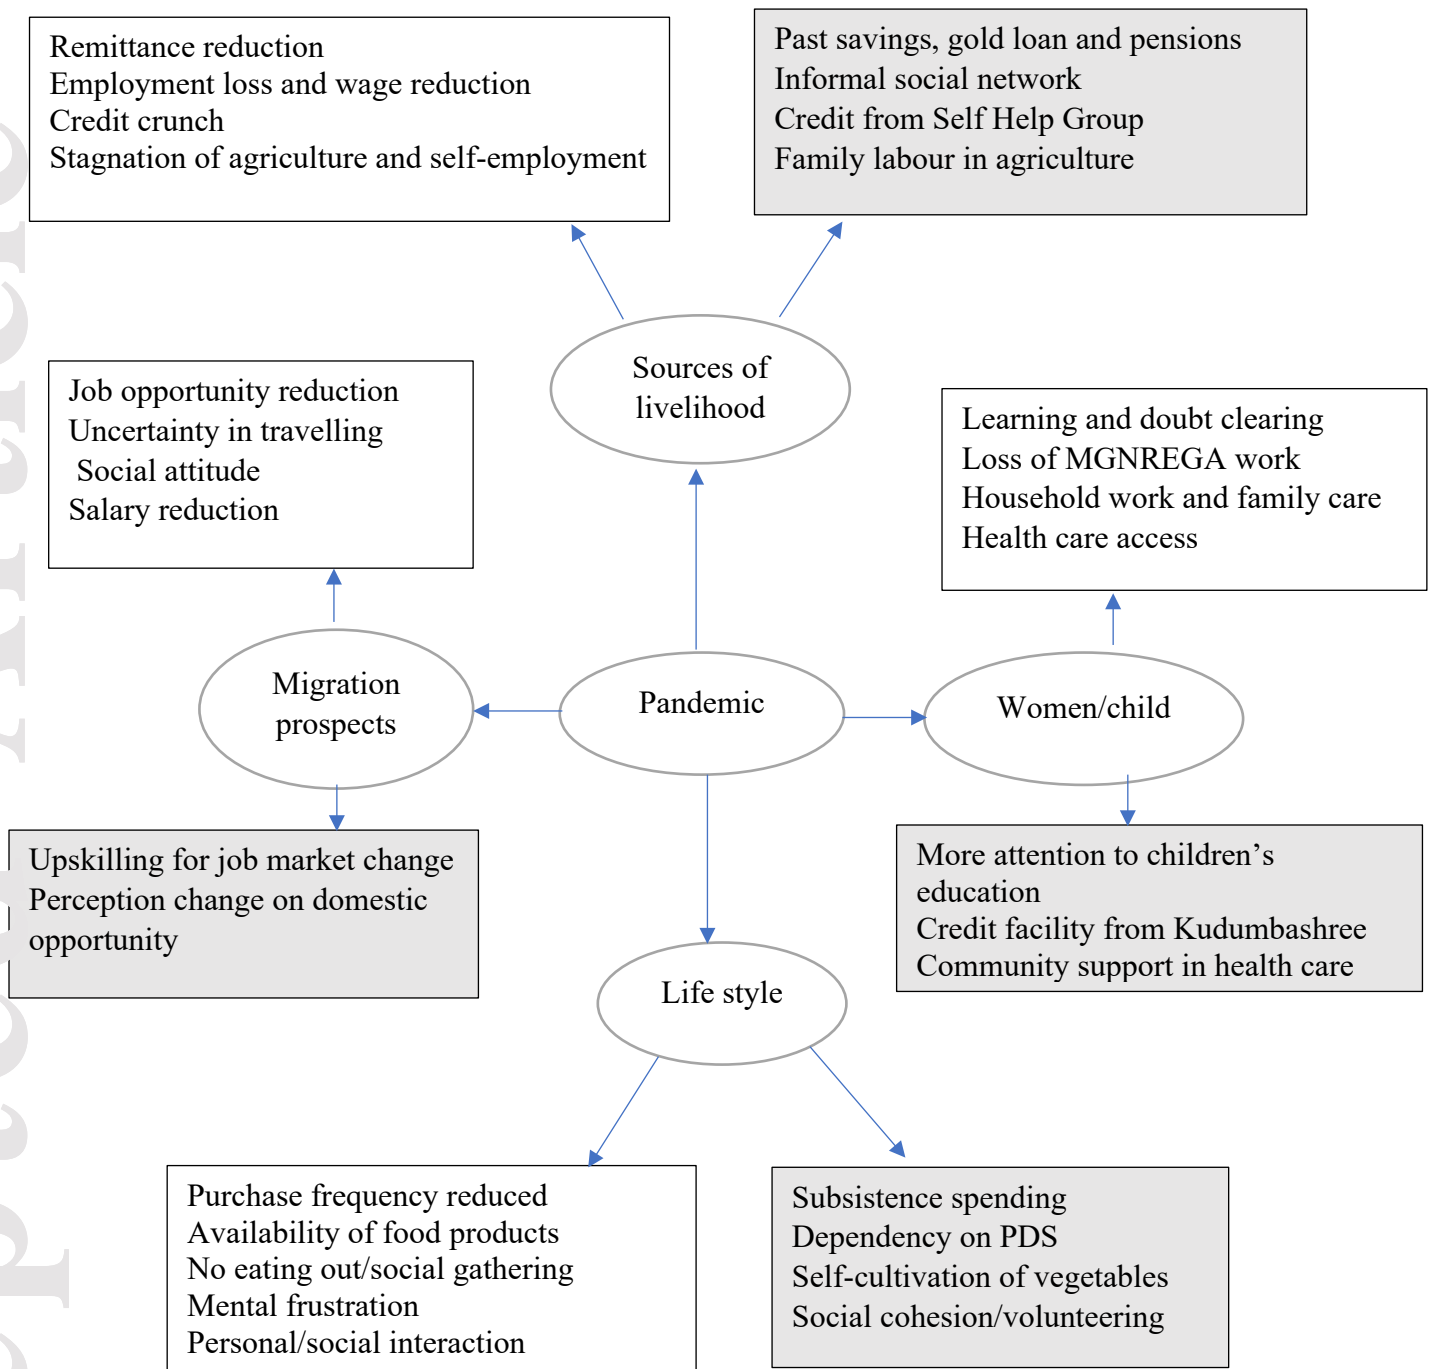 Remittance reduction
Employment loss and wage reduction
Credit crunch
Stagnation of agriculture and self-employment
Past savings, gold loan and pensions
Informal social network
Credit from Self Help Group
Family labour in agriculture
Sources of
livelihood
Job opportunity reduction
Uncertainty in travelling
Social attitude
Salary reduction
Learning and doubt clearing
Loss of MGNREGA work
Household work and family care
Health care access
Migration
prospects
Pandemic
Women/child
Upskilling for job market change
Perception change on domestic
opportunity
More attention to children’s
education
Credit facility from Kudumbashree
Community support in health care
Life style
Purchase frequency reduced
Availability of food products
No eating out/social gathering
Mental frustration
Personal/social interaction
Subsistence spending
Dependency on PDS
Self-cultivation of vegetables
Social cohesion/volunteering